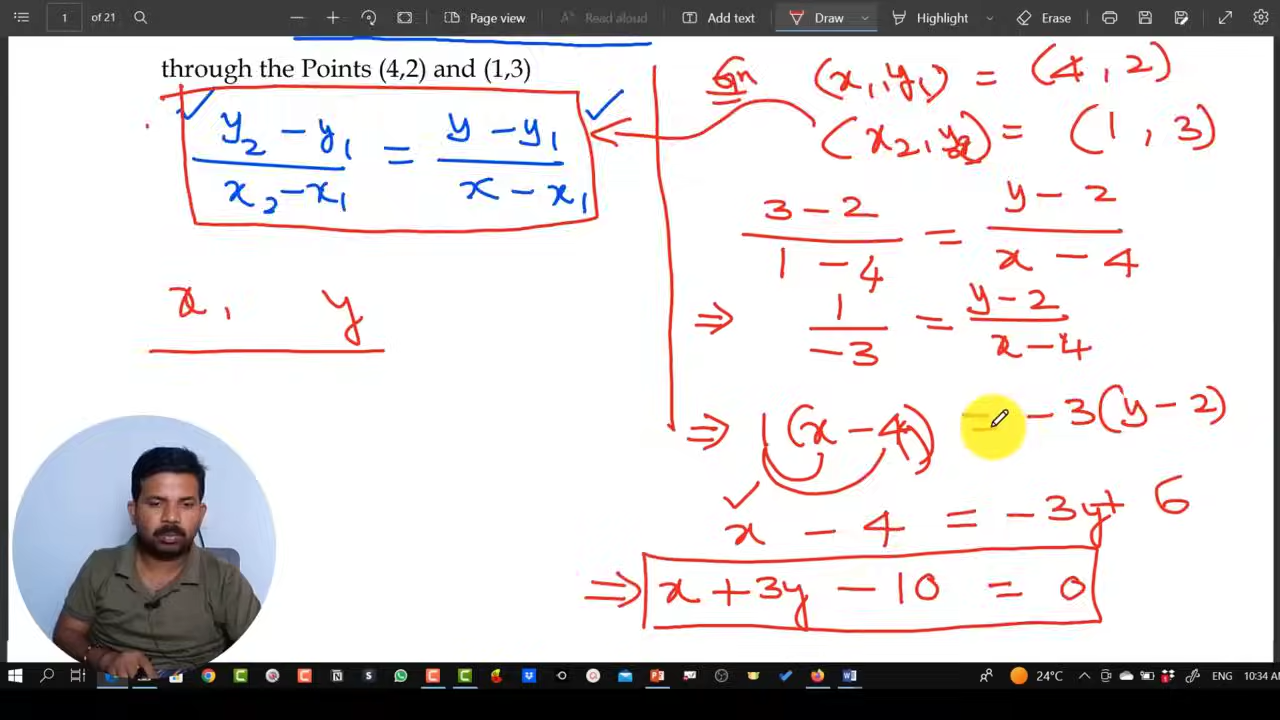 1 of 21
Page view
Read aloud
Add text
Draw
Highlight
Erase
through the Points (4,2) and (1,3)
y₂ − y₁ / x₂ − x₁ = y − y₁ / x − x₁
x, y
Gn (x₁, y₁) = (4, 2)
(x₂, y₂) = (1, 3)
3 − 2 / 1 − 4 = y − 2 / x − 4
⇒ 1 / −3 = y − 2 / x − 4
⇒ 1(x − 4) = −3(y − 2)
x − 4 = −3y + 6
⇒ x + 3y − 10 = 0
24°C
ENG
10:34 A